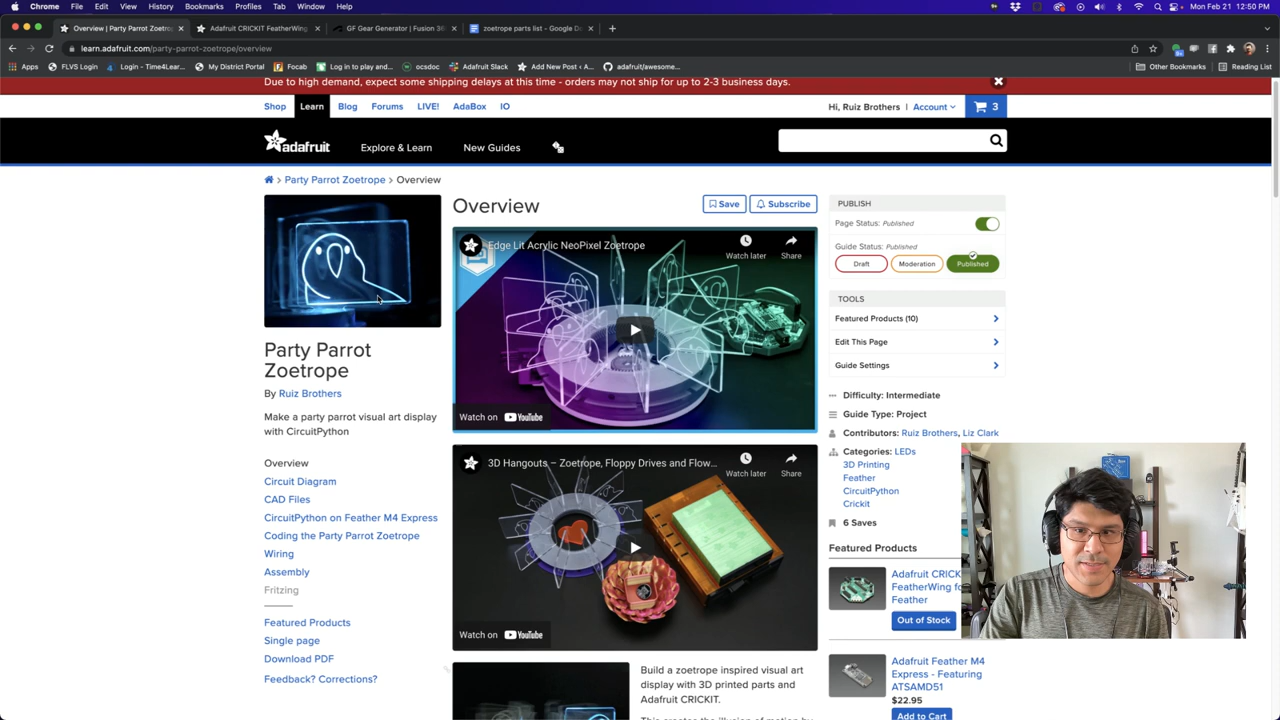 Chrome File Edit View History Bookmarks Profiles Tab Window Help Mon Feb 21 12:50 PM
Overview | Party Parrot Zoetro Adafruit CRICKIT FeatherWing GF Gear Generator | Fusion 36 zoetrope parts list - Google Do
learn.adafruit.com/party-parrot-zoetrope/overview
Apps FLVS Login Login - Time4Lear... My District Portal Focab Log in to play-and... ocsdoc Adafruit Slack Add New Post ‹ A... adafruit/awesome... Other Bookmarks Reading List
Due to high demand, expect some shipping delays at this time - orders may not ship for up to 2-3 business days.
Shop Learn Blog Forums LIVE! AdaBox IO Hi, Ruiz Brothers | Account 3
adafruit Explore & Learn New Guides
Party Parrot Zoetrope > Overview
Party Parrot Zoetrope
By Ruiz Brothers
Make a party parrot visual art display
with CircuitPython
Overview
Circuit Diagram
CAD Files
CircuitPython on Feather M4 Express
Coding the Party Parrot Zoetrope
Wiring
Assembly
Fritzing
Featured Products
Single page
Download PDF
Feedback? Corrections?
Overview
Save Subscribe
Edge Lit Acrylic NeoPixel Zoetrope
Watch later Share
Watch on YouTube
3D Hangouts – Zoetrope, Floppy Drives and Flow...
Watch later Share
Watch on YouTube
Build a zoetrope inspired visual art
display with 3D printed parts and
Adafruit CRICKIT.
PUBLISH
Page Status: Published
Guide Status: Published
Draft Moderation Published
TOOLS
Featured Products (10)
Edit This Page
Guide Settings
Difficulty: Intermediate
Guide Type: Project
Contributors: Ruiz Brothers, Liz Clark
Categories: LEDs
3D Printing
Feather
CircuitPython
Crickit
6 Saves
Featured Products
Adafruit CRICK
FeatherWing fo
Feather
Out of Stock
Adafruit Feather M4
Express - Featuring
ATSAMD51
$22.95
Add to Cart